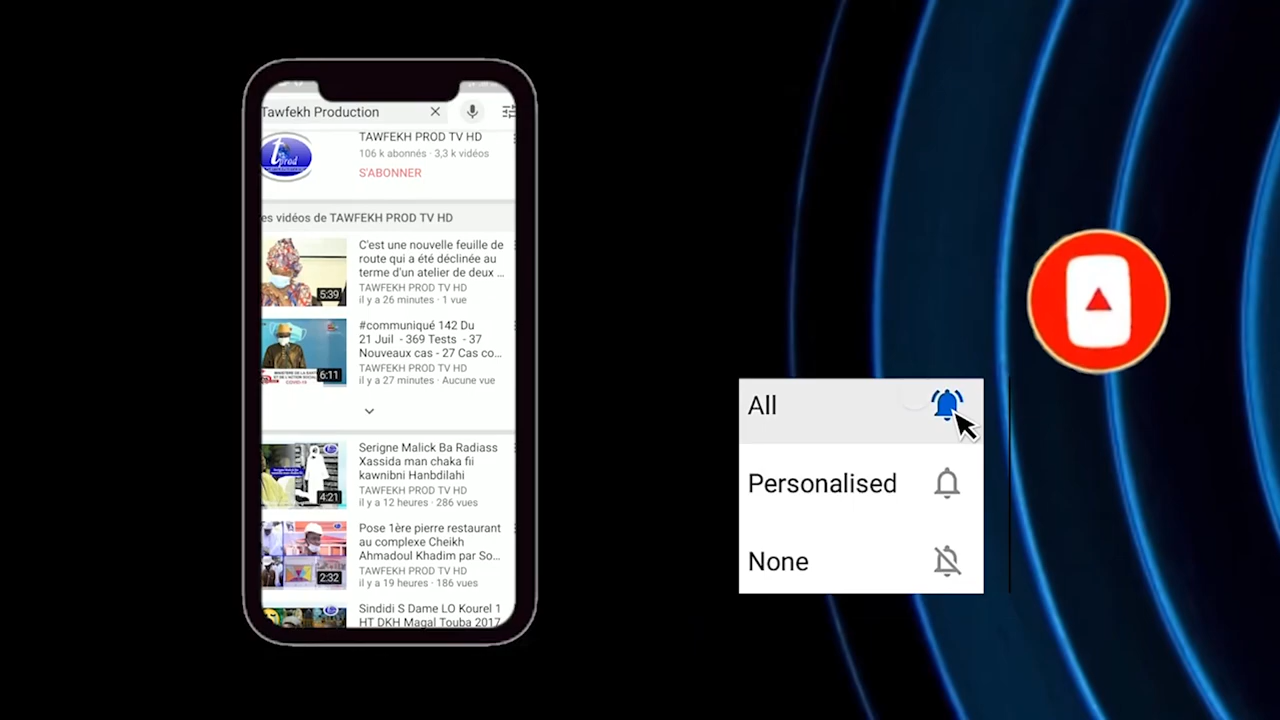 Tawfekh Production
TAWFEKH PROD TV HD
106 k abonnés · 3,3 k vidéos
S'ABONNER
tprod
es vidéos de TAWFEKH PROD TV HD
C'est une nouvelle feuille de
route qui a été déclinée au
terme d'un atelier de deux ...
TAWFEKH PROD TV HD
il y a 26 minutes · 1 vue
5:39
#communiqué 142 Du
21 Juil - 369 Tests - 37
Nouveaux cas - 27 Cas co...
TAWFEKH PROD TV HD
il y a 27 minutes · Aucune vue
6:11
Serigne Malick Ba Radiass
Xassida man chaka fii
kawnibni Hanbdilahi
TAWFEKH PROD TV HD
il y a 12 heures · 286 vues
4:21
Pose 1ère pierre restaurant
au complexe Cheikh
Ahmadoul Khadim par So...
TAWFEKH PROD TV HD
il y a 19 heures · 186 vues
2:32
Sindidi S Dame LO Kourel 1
HT DKH Magal Touba 2017
All
Personalised
None